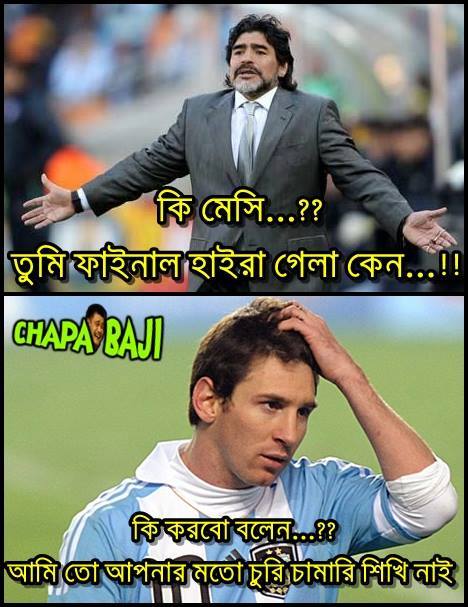 কি মেসি...??
তুমি ফাইনাল হাইরা গেলা কেন...!!
CHAPA BAJI
কি করবো বলেন...??
আমি তো আপনার মতো চুরি চামারি শিখি নাই